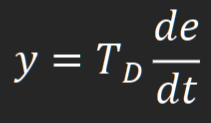 y = T_D de/dt